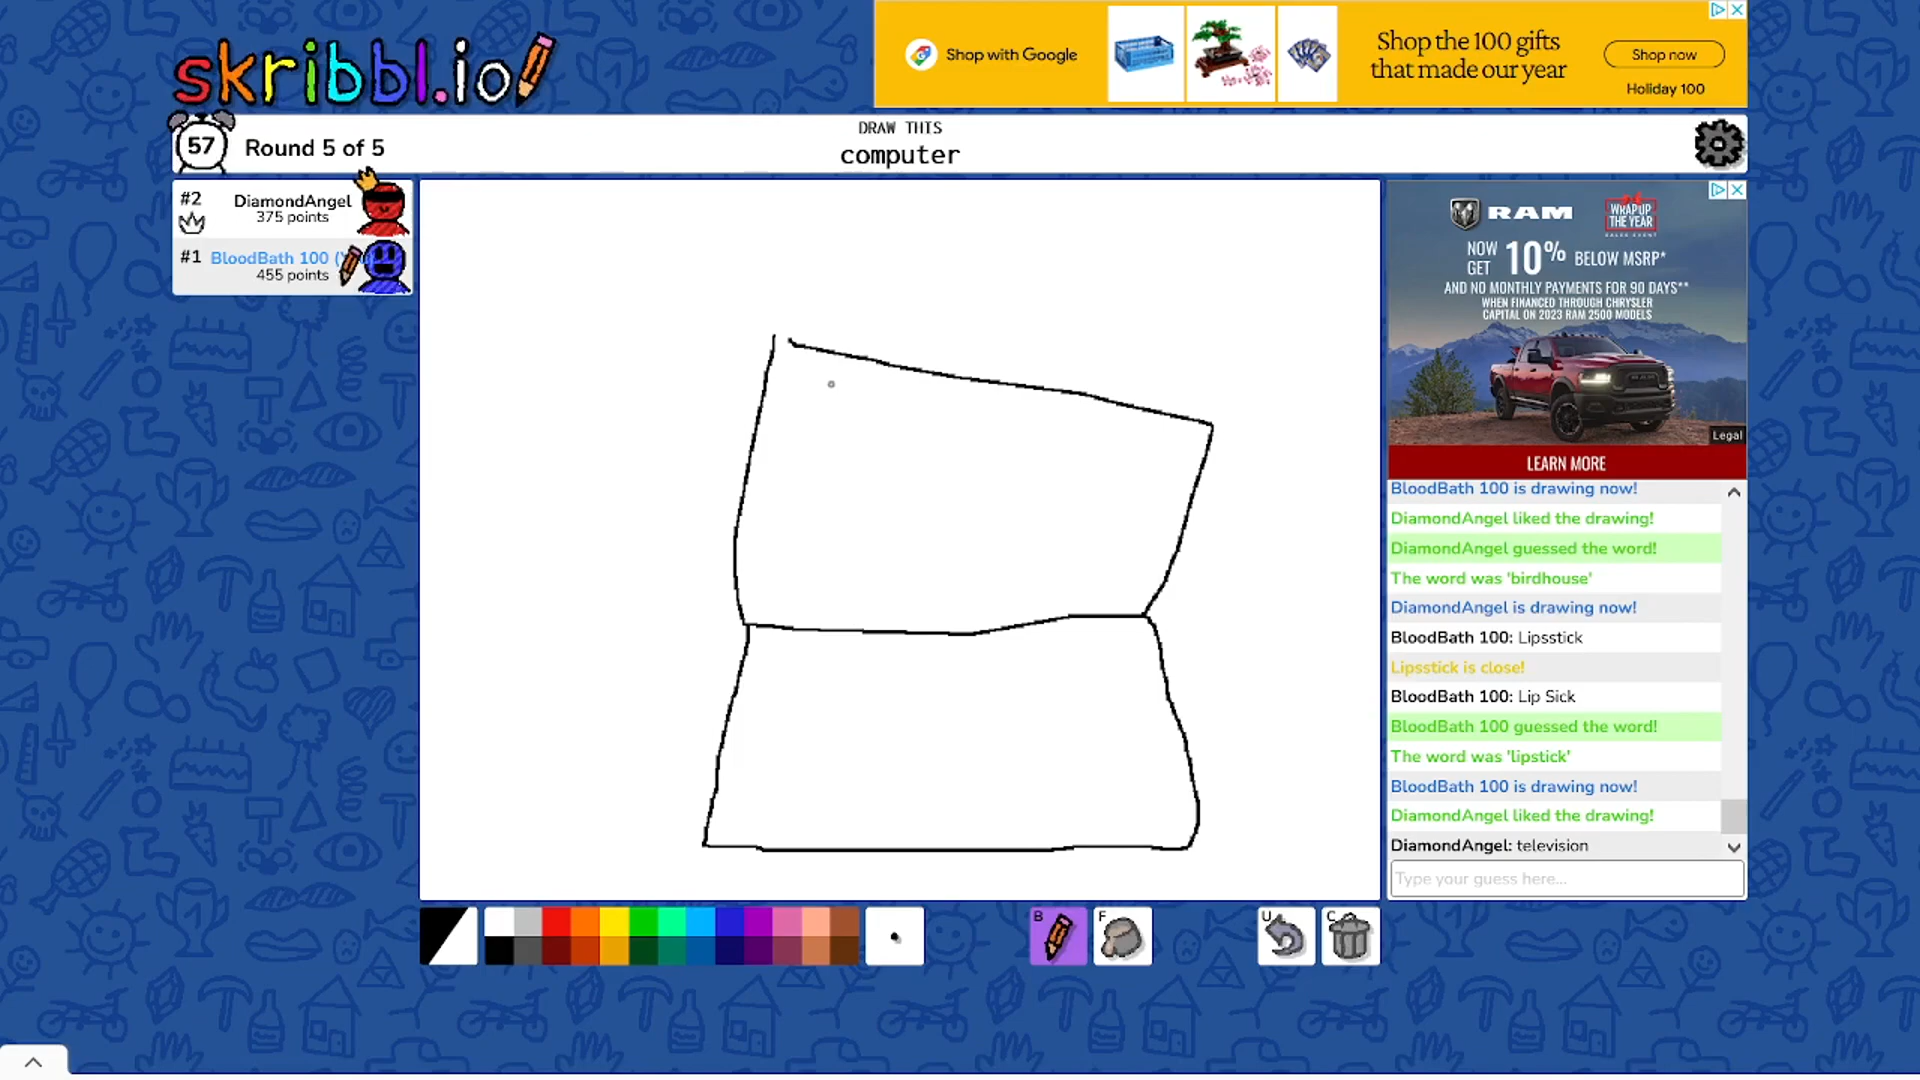 skribbl.io
Shop with Google
Shop the 100 gifts
that made our year
Shop now
Holiday 100
57
Round 5 of 5
DRAW THIS
computer
#2
DiamondAngel
375 points
#1
BloodBath 100 (
455 points
RAM
WRAP UP
THE YEAR
SALES EVENT
NOW
GET
10%
BELOW MSRP*
AND NO MONTHLY PAYMENTS FOR 90 DAYS**
WHEN FINANCED THROUGH CHRYSLER
CAPITAL ON 2023 RAM 2500 MODELS
Legal
LEARN MORE
BloodBath 100 is drawing now!
DiamondAngel liked the drawing!
DiamondAngel guessed the word!
The word was 'birdhouse'
DiamondAngel is drawing now!
BloodBath 100: Lipsstick
Lipsstick is close!
BloodBath 100: Lip Sick
BloodBath 100 guessed the word!
The word was 'lipstick'
BloodBath 100 is drawing now!
DiamondAngel liked the drawing!
DiamondAngel: television
Type your guess here...
B
F
U
C